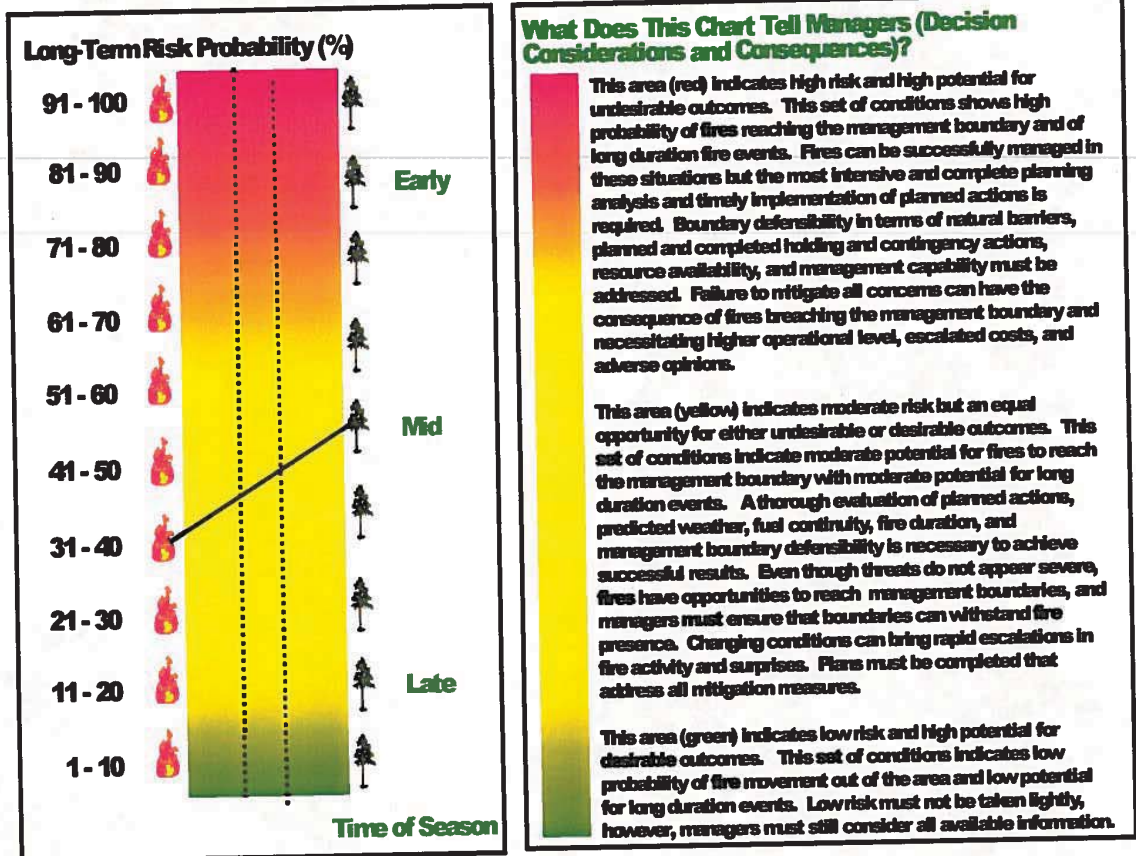 Long-Term Risk Probability (%)
91 - 100
81 - 90
Early
71 - 80
61 - 70
51 - 60
Mid
41 - 50
31 - 40
21 - 30
11 - 20
Late
1 - 10
Time of Season
What Does This Chart Tell Managers (Decision
Considerations and Consequences)?
This area (red) indicates high risk and high potential for
undesirable outcomes. This set of conditions shows high
probability of fires reaching the management boundary and of
long duration fire events. Fires can be successfully managed in
these situations but the most intensive and complete planning
analysis and timely implementation of planned actions is
required. Boundary defensibility in terms of natural barriers,
planned and completed holding and contingency actions,
resource availability, and management capability must be
addressed. Failure to mitigate all concerns can have the
consequence of fires breaching the management boundary and
necessitating higher operational level, escalated costs, and
adverse opinions.
This area (yellow) indicates moderate risk but an equal
opportunity for either undesirable or desirable outcomes. This
set of conditions indicate moderate potential for fires to reach
the management boundary with moderate potential for long
duration events. A thorough evaluation of planned actions,
predicted weather, fuel continuity, fire duration, and
management boundary defensibility is necessary to achieve
successful results. Even though threats do not appear severe,
fires have opportunities to reach management boundaries, and
managers must ensure that boundaries can withstand fire
presence. Changing conditions can bring rapid escalations in
fire activity and surprises. Plans must be completed that
address all mitigation measures.
This area (green) indicates low risk and high potential for
desirable outcomes. This set of conditions indicates low
probability of fire movement out of the area and low potential
for long duration events. Low risk must not be taken lightly,
however, managers must still consider all available information.